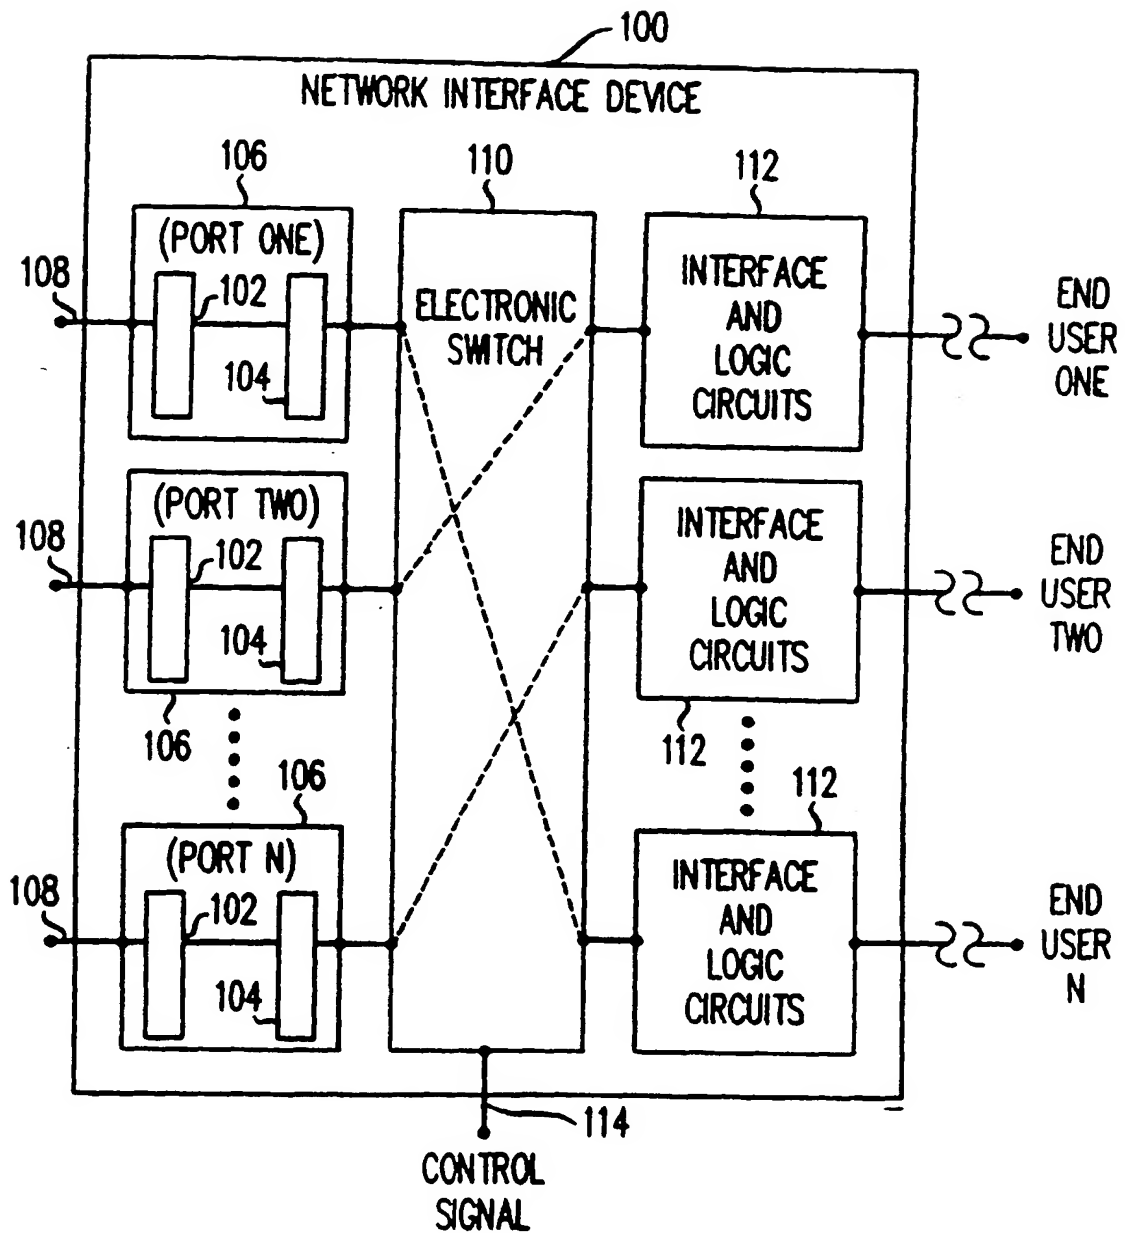 100
NETWORK INTERFACE DEVICE
106
110
112
(PORT ONE)
108
102
104
ELECTRONIC
SWITCH
INTERFACE
AND
LOGIC
CIRCUITS
END
USER
ONE
(PORT TWO)
108
102
104
106
INTERFACE
AND
LOGIC
CIRCUITS
112
END
USER
TWO
106
(PORT N)
108
102
104
112
INTERFACE
AND
LOGIC
CIRCUITS
END
USER
N
114
CONTROL
SIGNAL